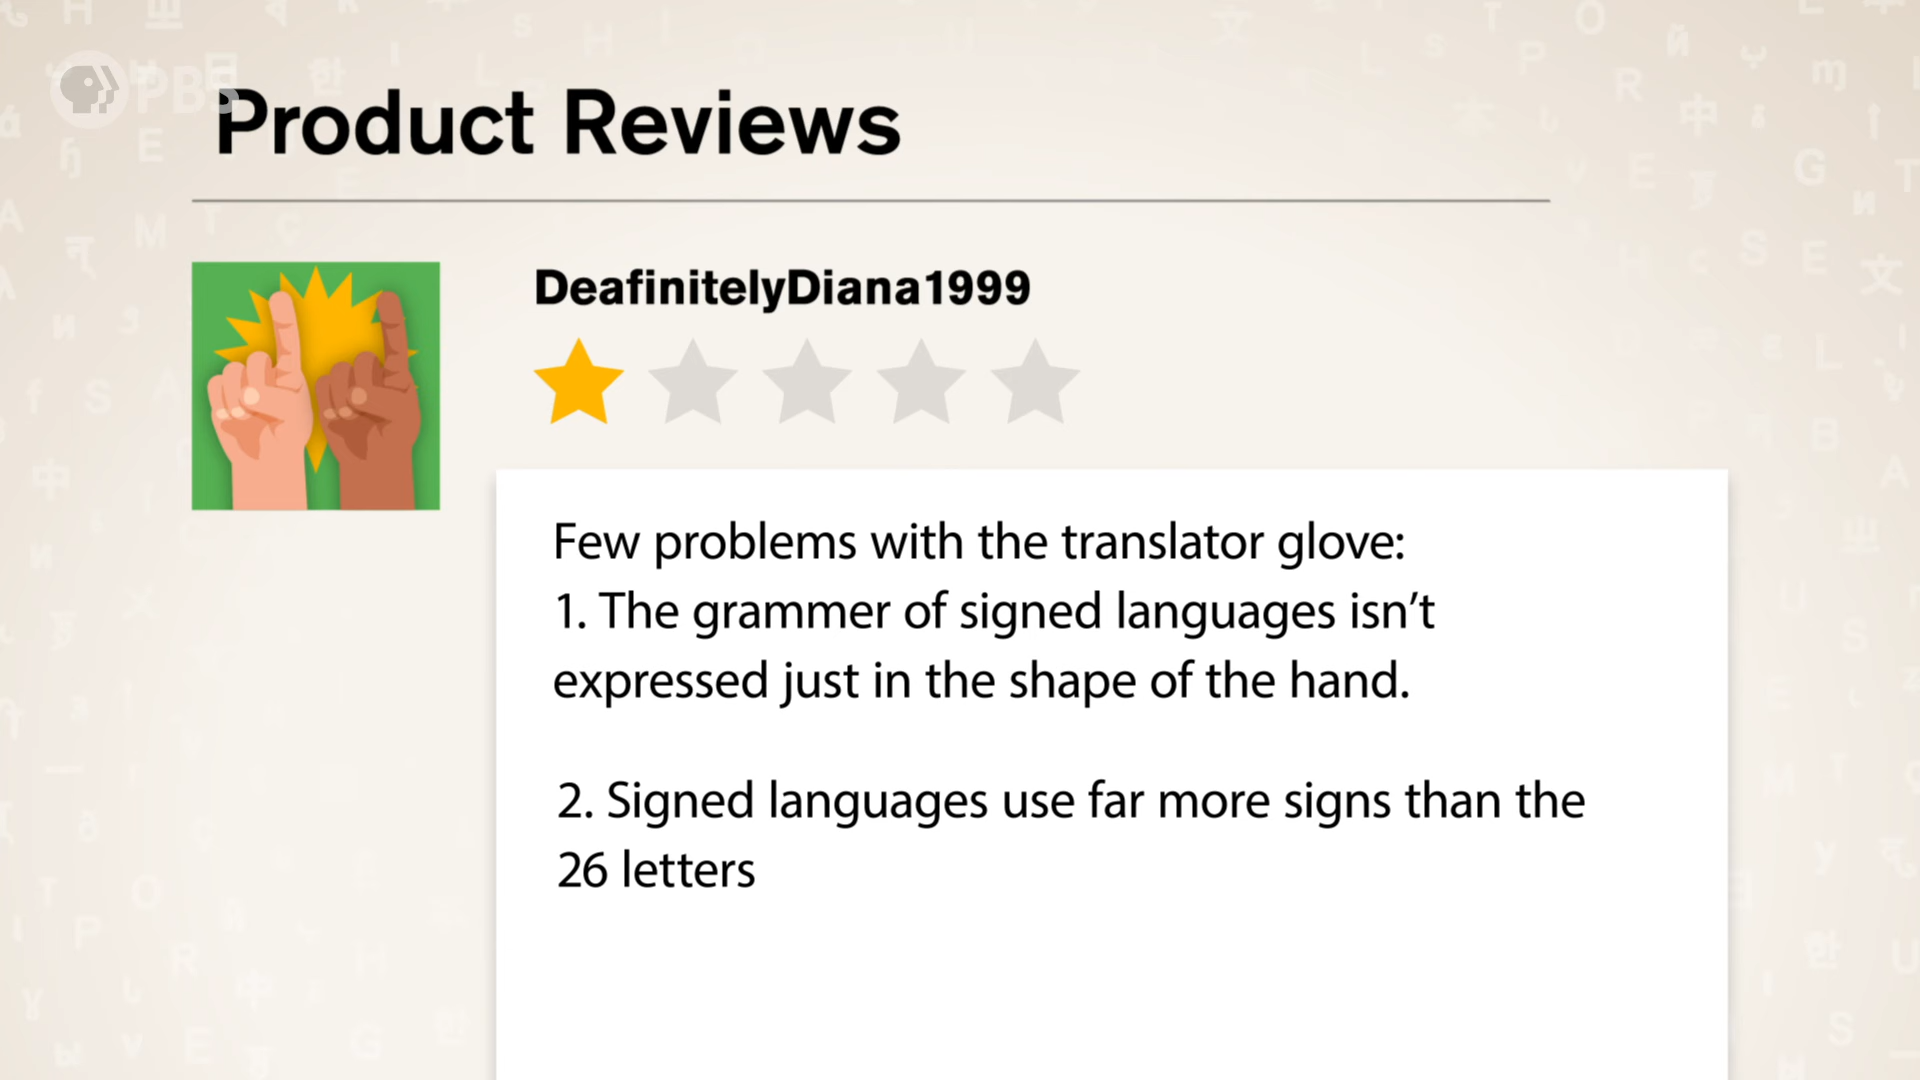 PBS
Product Reviews
DeafinitelyDiana1999
Few problems with the translator glove:
1. The grammer of signed languages isn’t
expressed just in the shape of the hand.
2. Signed languages use far more signs than the
26 letters